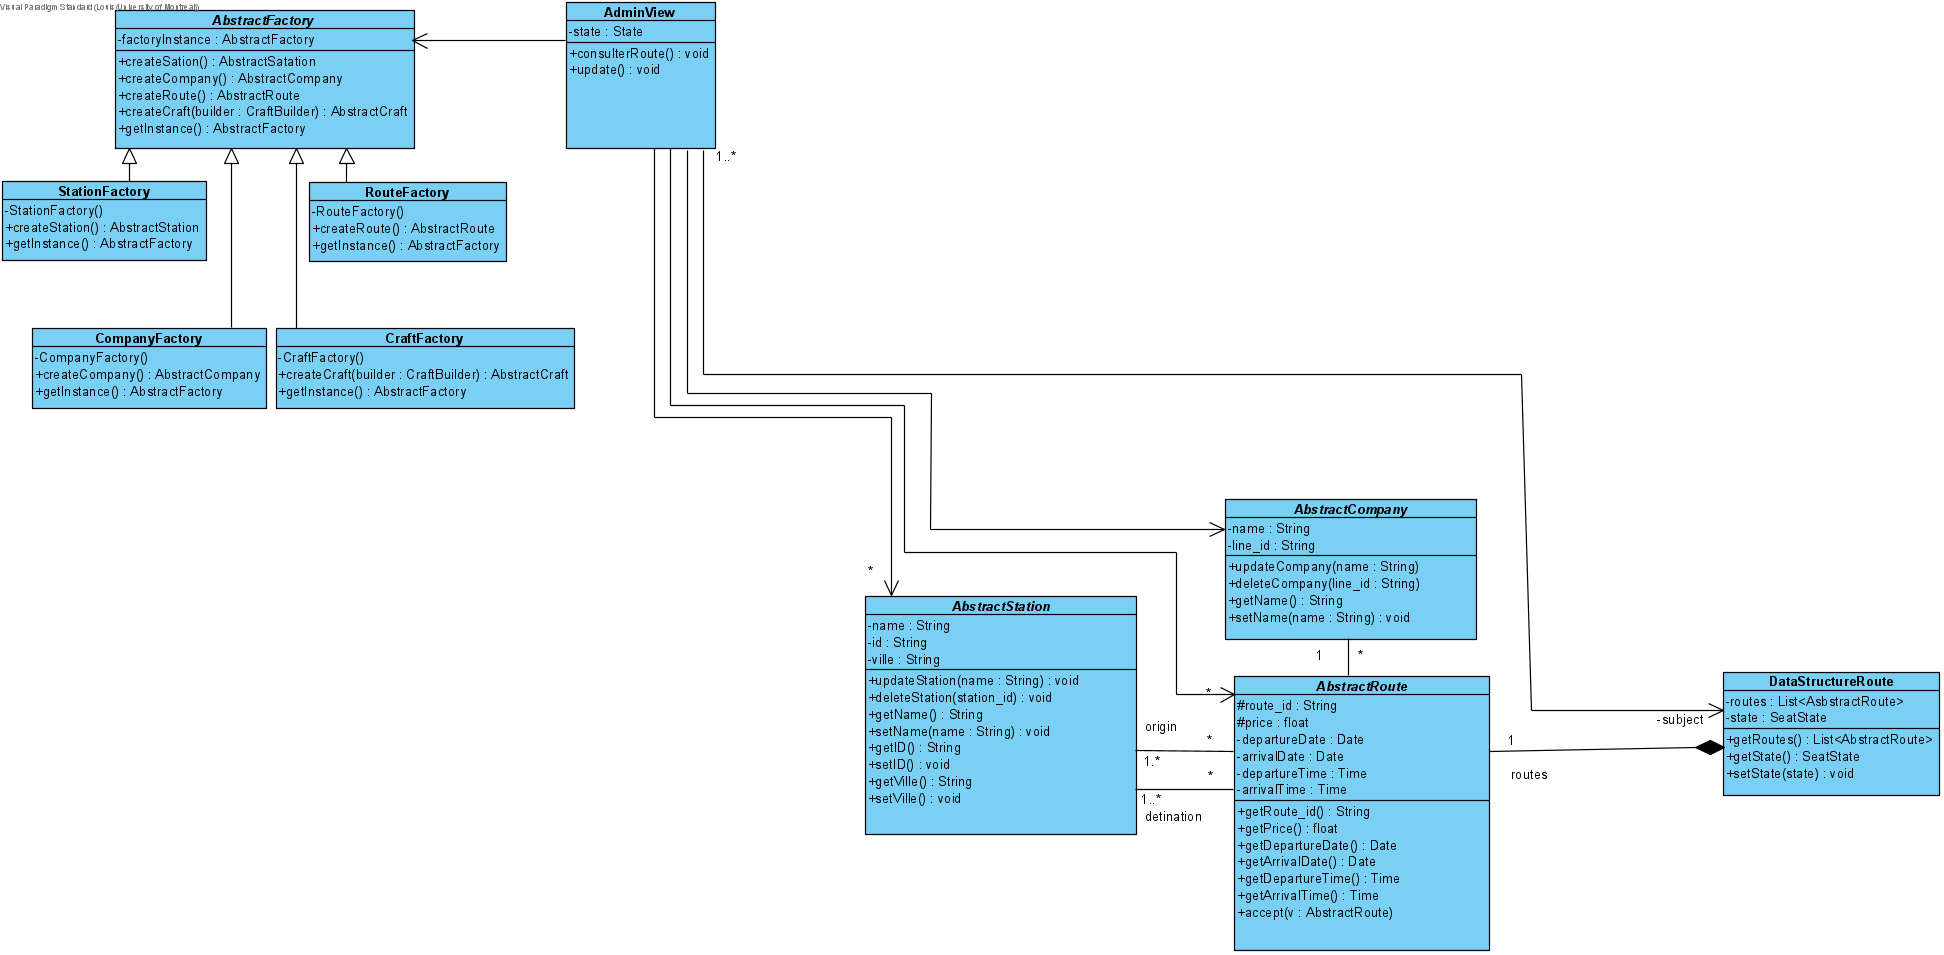 Visual Paradigm Standard (Louis(University of Montreal))
AbstractFactory
-factoryInstance : AbstractFactory
+createSation() : AbstractSatation
+createCompany() : AbstractCompany
+createRoute() : AbstractRoute
+createCraft(builder : CraftBuilder) : AbstractCraft
+getInstance() : AbstractFactory
AdminView
-state : State
+consulterRoute() : void
+update() : void
1..*
StationFactory
-StationFactory()
+createStation() : AbstractStation
+getInstance() : AbstractFactory
RouteFactory
-RouteFactory()
+createRoute() : AbstractRoute
+getInstance() : AbstractFactory
CompanyFactory
-CompanyFactory()
+createCompany() : AbstractCompany
+getInstance() : AbstractFactory
CraftFactory
-CraftFactory()
+createCraft(builder : CraftBuilder) : AbstractCraft
+getInstance() : AbstractFactory
AbstractCompany
-name : String
-line_id : String
+updateCompany(name : String)
+deleteCompany(line_id : String)
+getName() : String
+setName(name : String) : void
1
*
*
AbstractStation
-name : String
-id : String
-ville : String
+updateStation(name : String) : void
+deleteStation(station_id) : void
+getName() : String
+setName(name : String) : void
+getID() : String
+setID() : void
+getVille() : String
+setVille() : void
origin
*
1.*
*
1..*
detination
*
AbstractRoute
#route_id : String
#price : float
-departureDate : Date
-arrivalDate : Date
-departureTime : Time
-arrivalTime : Time
+getRoute_id() : String
+getPrice() : float
+getDepartureDate() : Date
+getArrivalDate() : Date
+getDepartureTime() : Time
+getArrivalTime() : Time
+accept(v : AbstractRoute)
1
routes
-subject
DataStructureRoute
-routes : List<AsbstractRoute>
-state : SeatState
+getRoutes() : List<AbstractRoute>
+getState() : SeatState
+setState(state) : void